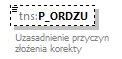 tns:P_ORDZU
Uzasadnienie przyczyn
złożenia korekty